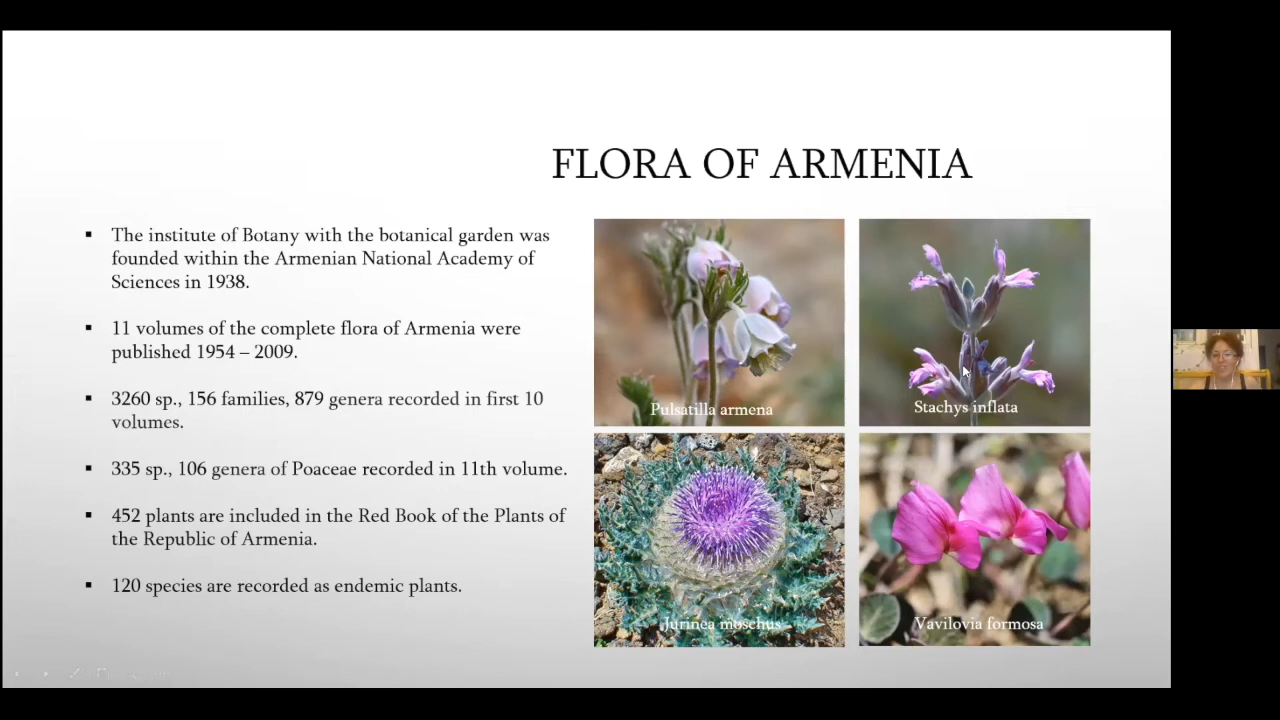 FLORA OF ARMENIA
▪ The institute of Botany with the botanical garden was
founded within the Armenian National Academy of
Sciences in 1938.
▪ 11 volumes of the complete flora of Armenia were
published 1954 – 2009.
▪ 3260 sp., 156 families, 879 genera recorded in first 10
volumes.
▪ 335 sp., 106 genera of Poaceae recorded in 11th volume.
▪ 452 plants are included in the Red Book of the Plants of
the Republic of Armenia.
▪ 120 species are recorded as endemic plants.
Pulsatilla armena
Stachys inflata
Jurinea moschus
Vavilovia formosa